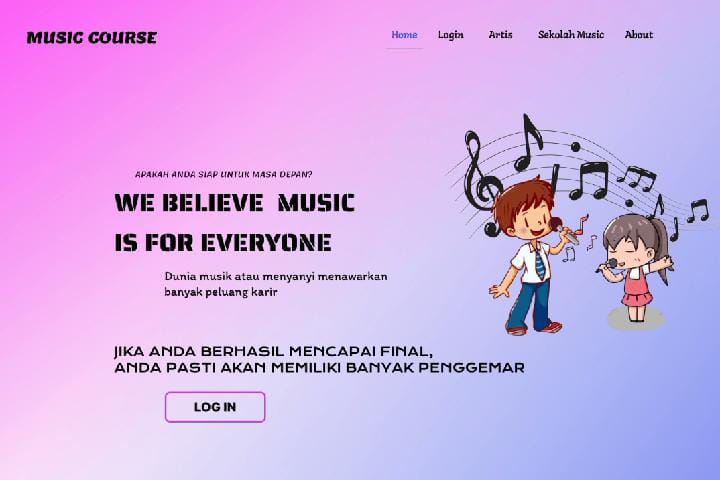 MUSIC COURSE
Home Login Artis Sekolah Music About
APAKAH ANDA SIAP UNTUK MASA DEPAN?
WE BELIEVE MUSIC
IS FOR EVERYONE
Dunia musik atau menyanyi menawarkan
banyak peluang karir
JIKA ANDA BERHASIL MENCAPAI FINAL,
ANDA PASTI AKAN MEMILIKI BANYAK PENGGEMAR
LOG IN